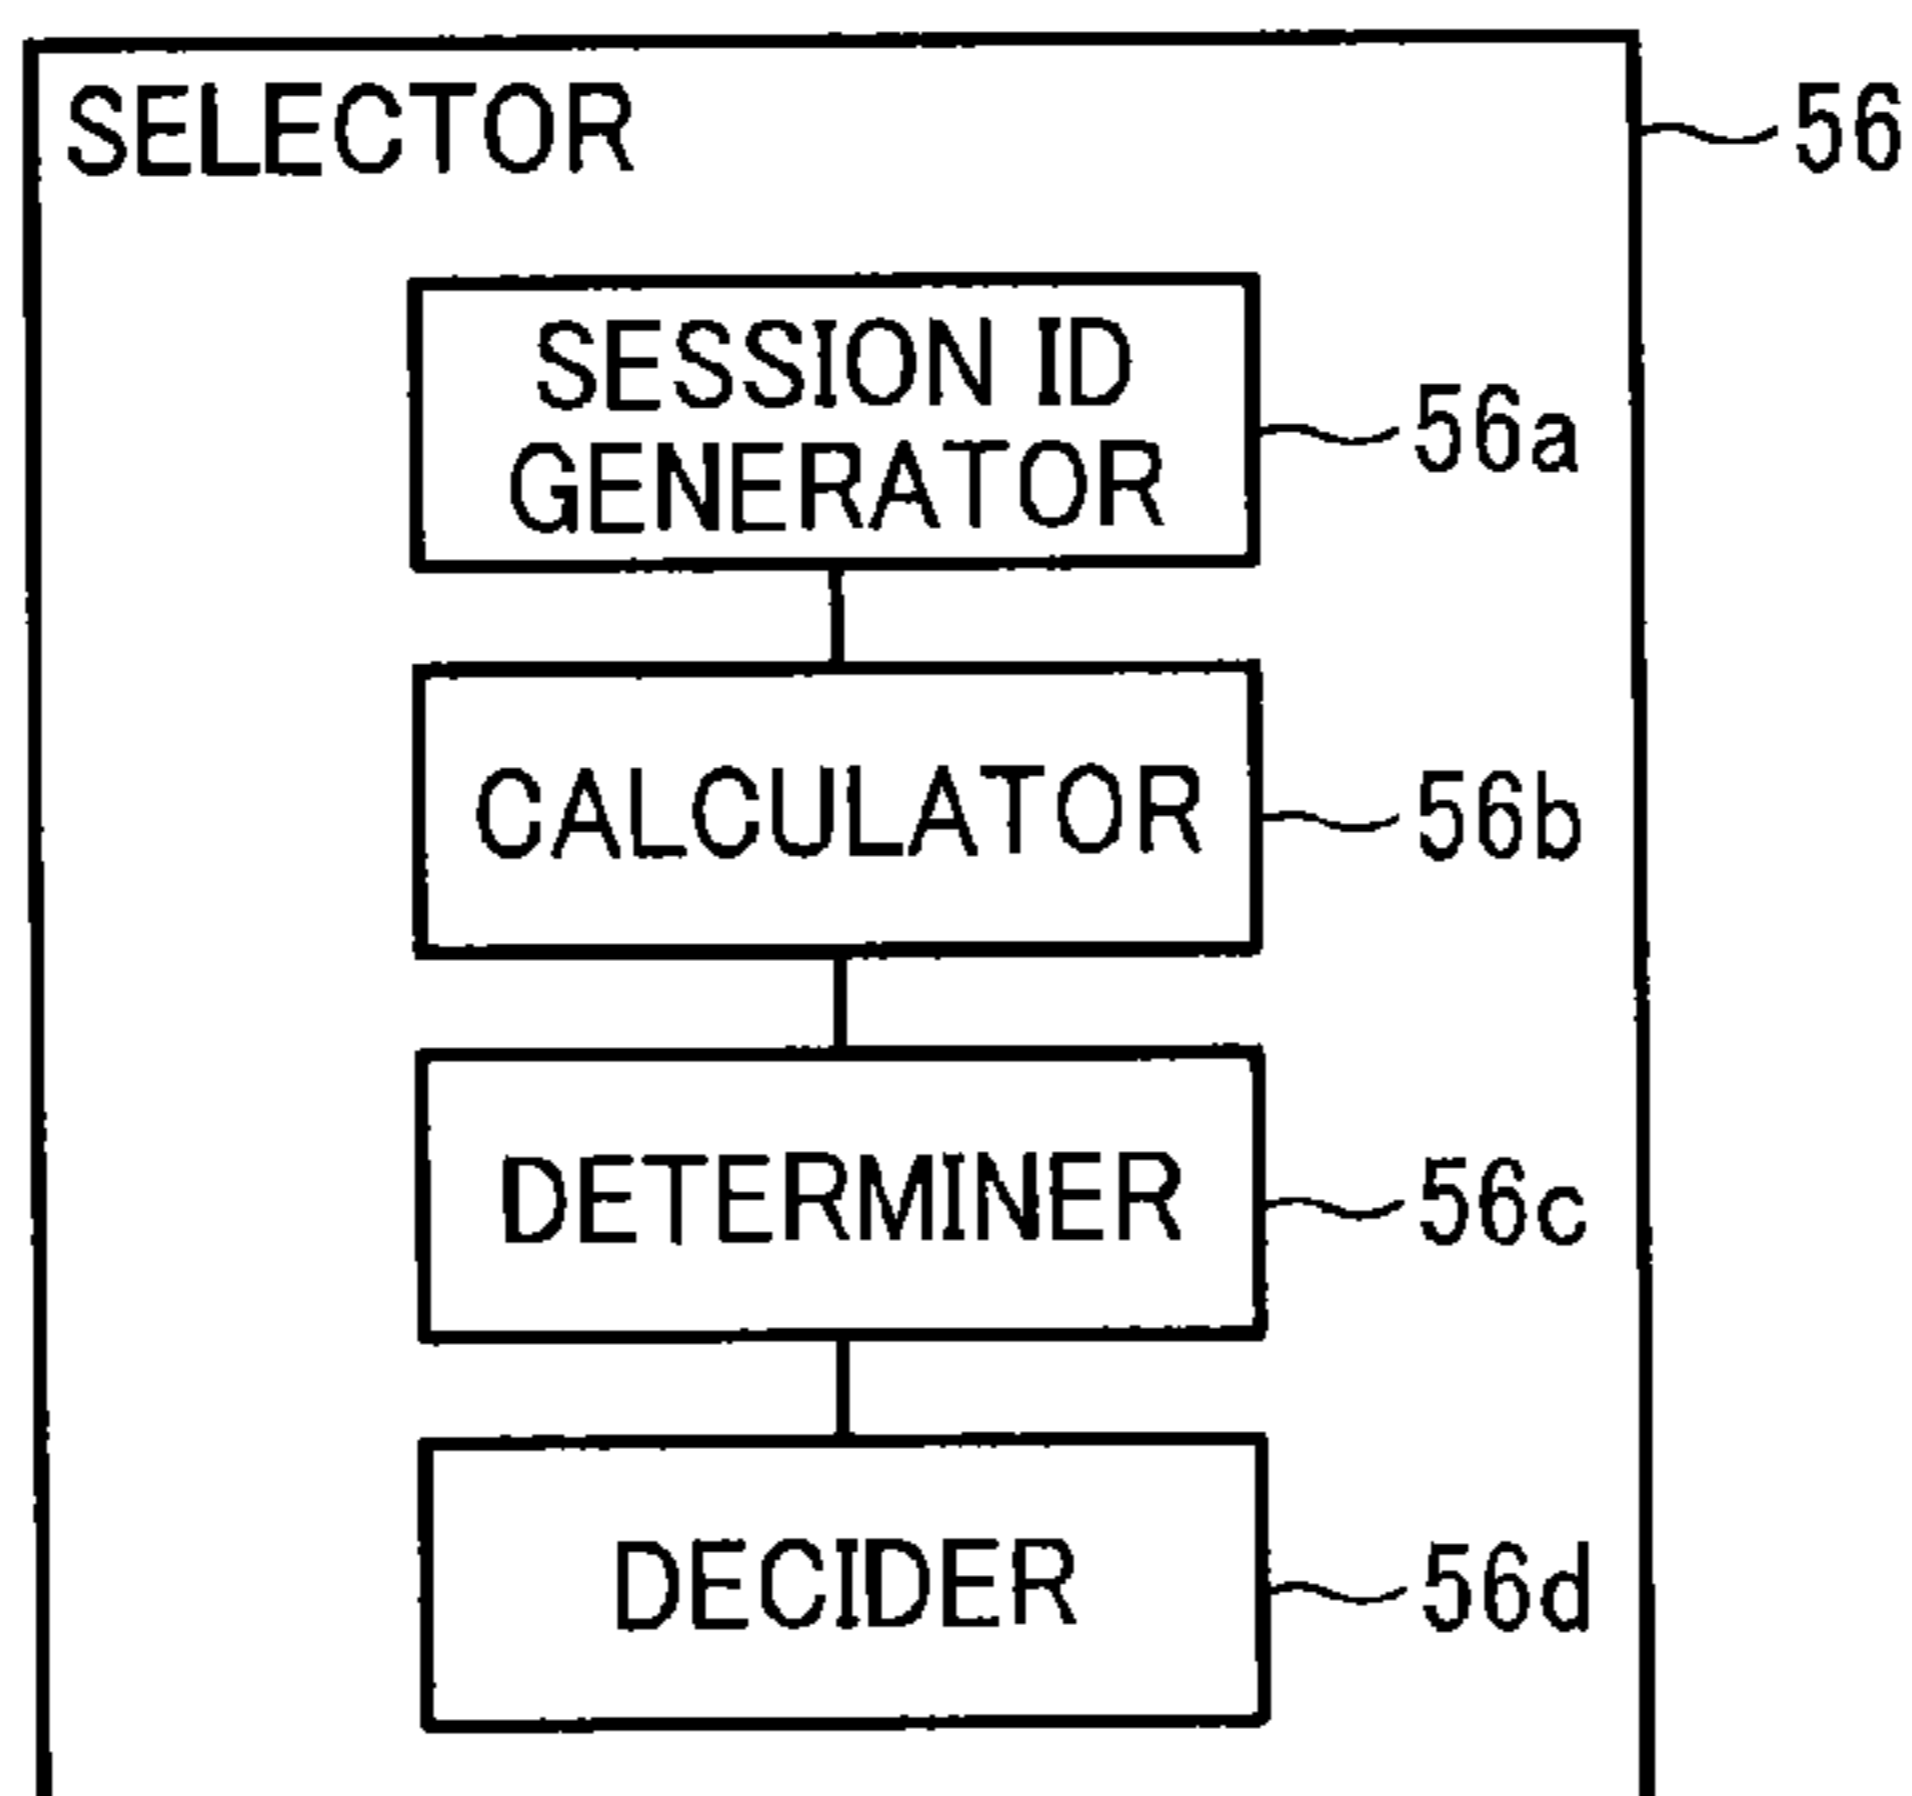 SELECTOR
56
SESSION ID
GENERATOR
56a
CALCULATOR
56b
DETERMINER
56c
DECIDER
56d